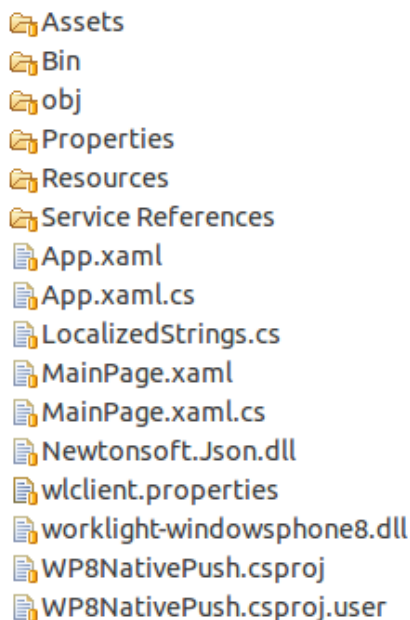 Assets
Bin
obj
Properties
Resources
Service References
App.xaml
App.xaml.cs
LocalizedStrings.cs
MainPage.xaml
MainPage.xaml.cs
Newtonsoft.Json.dll
wlclient.properties
worklight-windowsphone8.dll
WP8NativePush.csproj
WP8NativePush.csproj.user